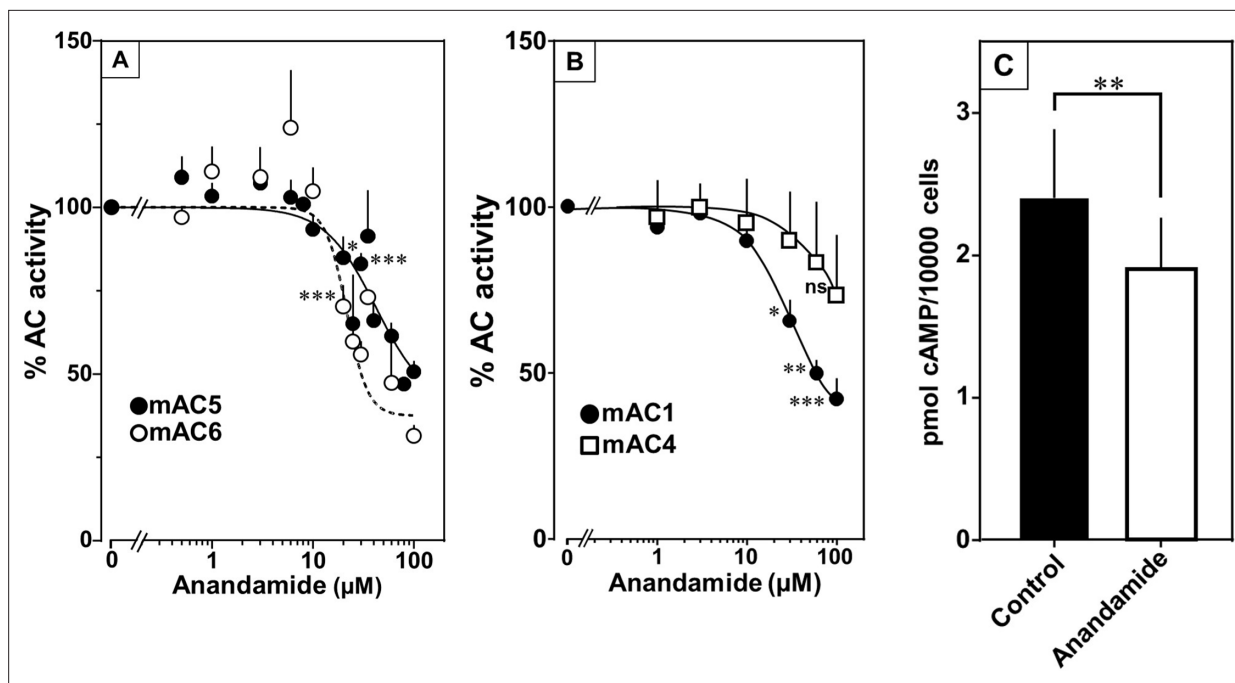 A
150
100
50
0
% AC activity
*
***
***
mAC5
mAC6
0
1
10
100
Anandamide (µM)
B
150
100
50
0
% AC activity
ns
*
**
***
mAC1
mAC4
0
1
10
100
Anandamide (µM)
C
**
3
2
1
0
pmol cAMP/10000 cells
Control
Anandamide